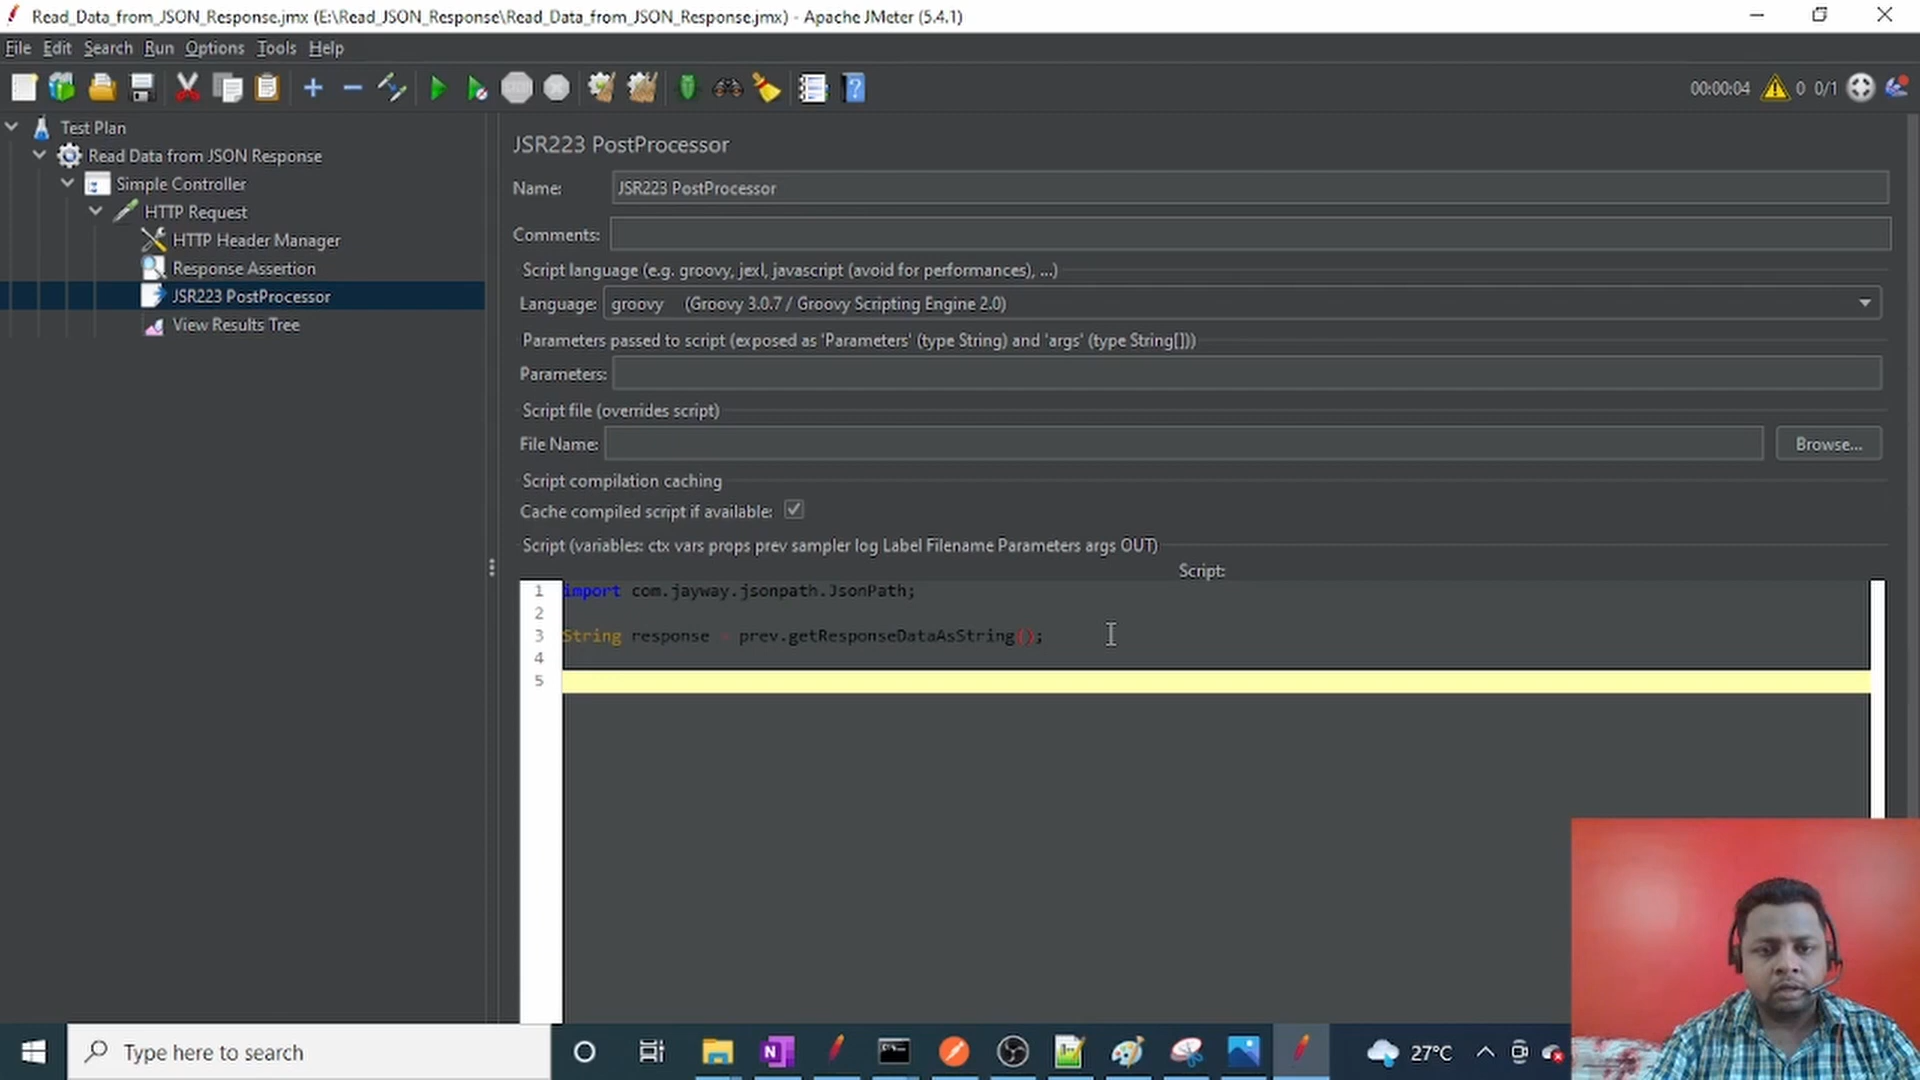 Read_Data_from_JSON_Response.jmx (E:\Read_JSON_Response\Read_Data_from_JSON_Response.jmx) - Apache JMeter (5.4.1)
File Edit Search Run Options Tools Help
00:00:04 0 0/1
Test Plan
Read Data from JSON Response
Simple Controller
HTTP Request
HTTP Header Manager
Response Assertion
JSR223 PostProcessor
View Results Tree
JSR223 PostProcessor
Name: JSR223 PostProcessor
Comments:
Script language (e.g. groovy, jexl, javascript (avoid for performances), ...)
Language: groovy (Groovy 3.0.7 / Groovy Scripting Engine 2.0)
Parameters passed to script (exposed as 'Parameters' (type String) and 'args' (type String[]))
Parameters:
Script file (overrides script)
File Name: Browse...
Script compilation caching
Cache compiled script if available:
Script (variables: ctx vars props prev sampler log Label Filename Parameters args OUT)
Script:
1 import com.jayway.jsonpath.JsonPath;
2
3 String response = prev.getResponseDataAsString();
4
5
Type here to search
27°C